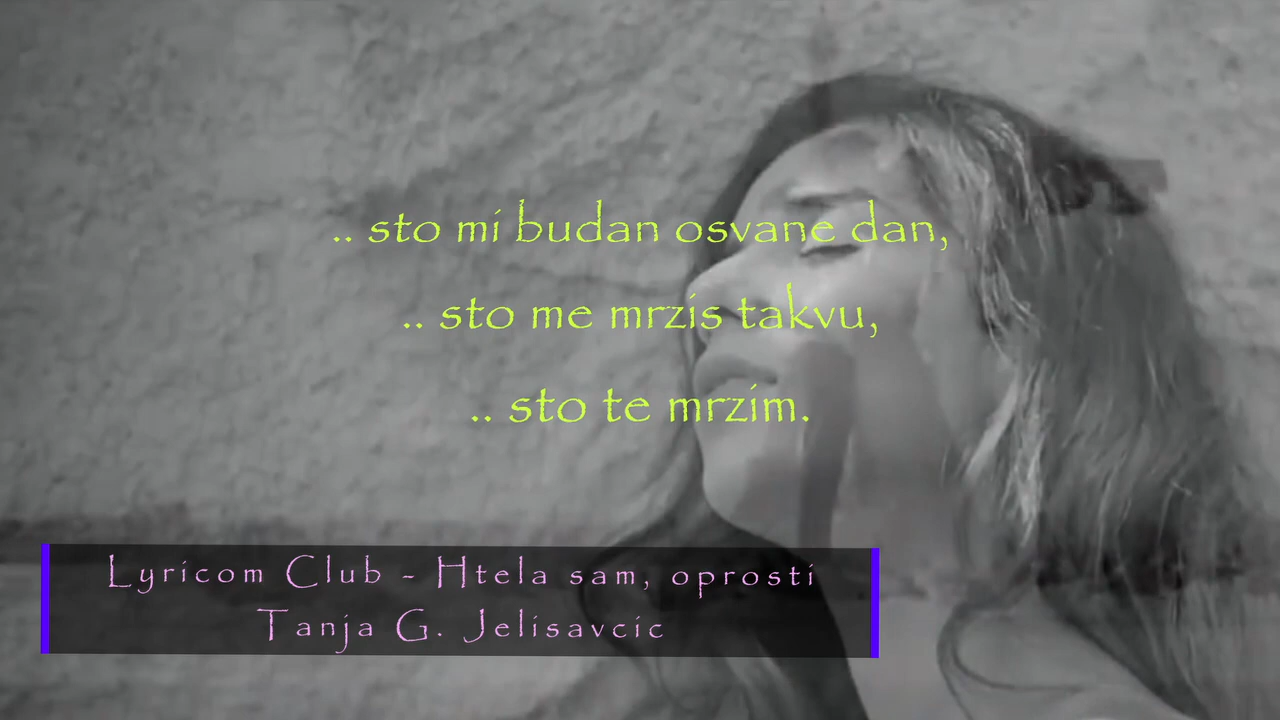 .. sto mi budan osvane dan,
.. sto me mrzis takvu,
.. sto te mrzim.
Lyricom Club - Htela sam, oprosti
Tanja G. Jelisavcic